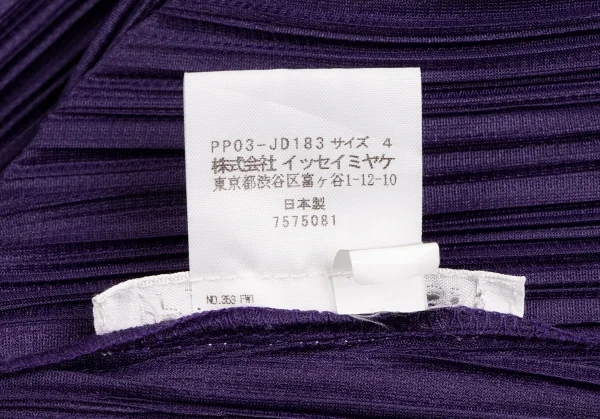 PP03-JD183 サイズ 4
株式会社 イッセイミヤケ
東京都渋谷区富ヶ谷1-12-10
日本製
7575081
NO.353 FW1